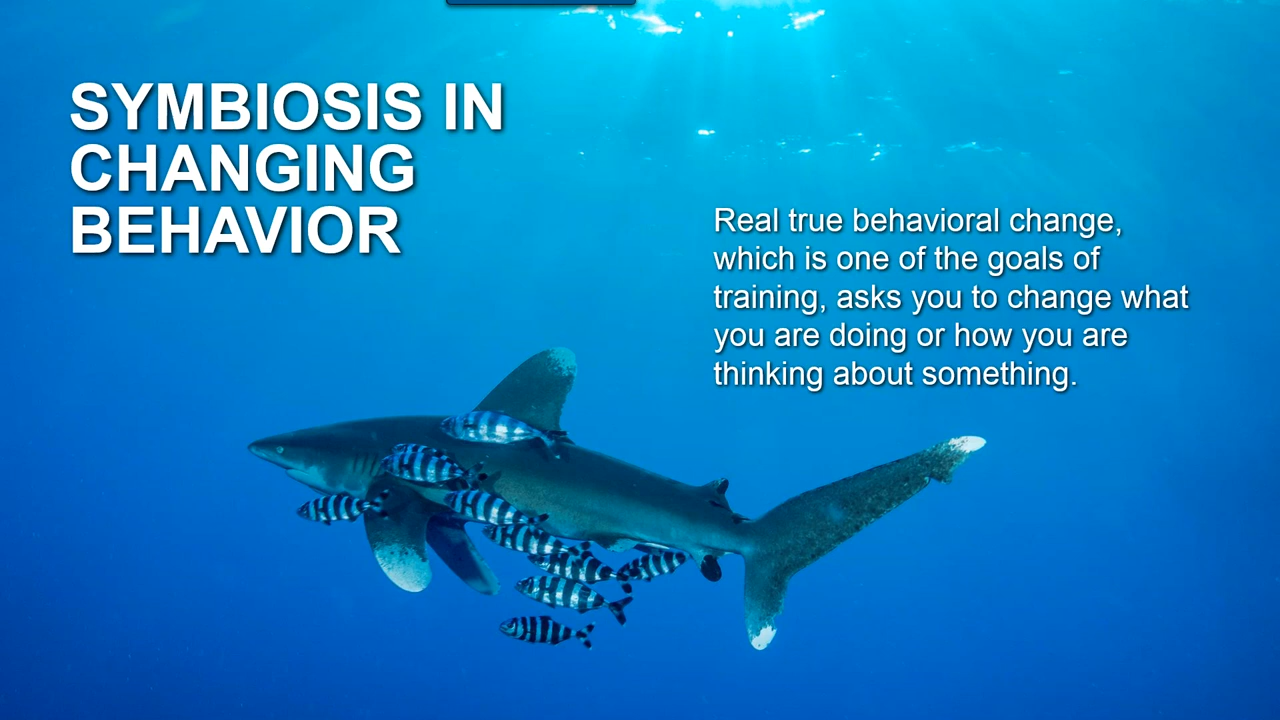 SYMBIOSIS IN
CHANGING
BEHAVIOR
Real true behavioral change,
which is one of the goals of
training, asks you to change what
you are doing or how you are
thinking about something.